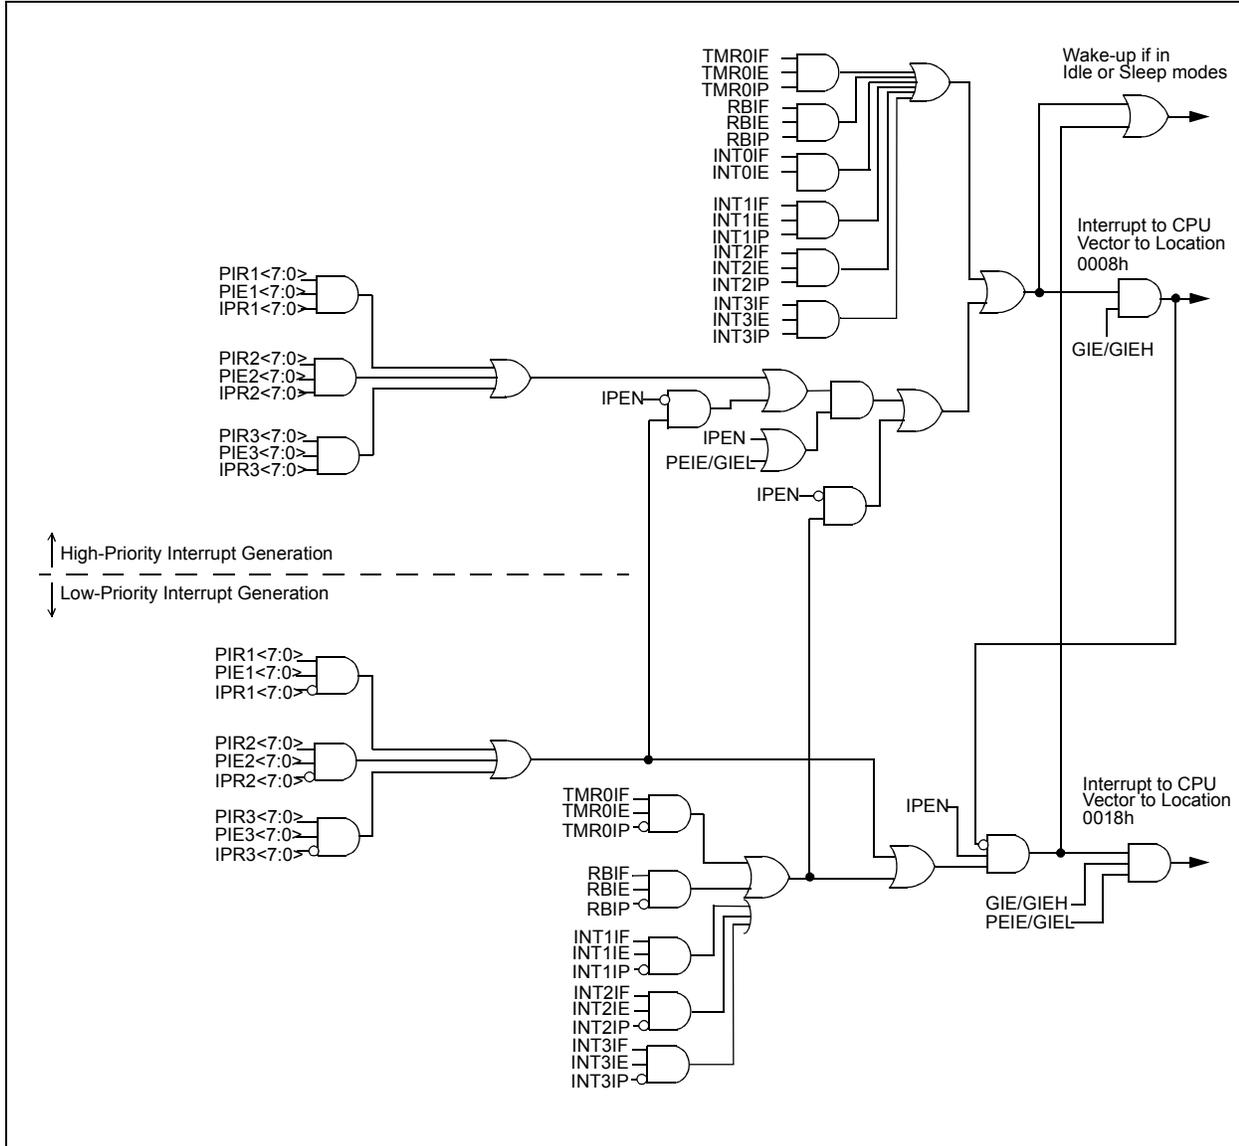 TMR0IF
TMR0IE
TMR0IP
RBIF
RBIE
RBIP
INT0IF
INT0IE
INT1IF
INT1IE
INT1IP
INT2IF
INT2IE
INT2IP
INT3IF
INT3IE
INT3IP
Wake-up if in
Idle or Sleep modes
Interrupt to CPU
Vector to Location
0008h
GIE/GIEH
PIR1<7:0>
PIE1<7:0>
IPR1<7:0>
PIR2<7:0>
PIE2<7:0>
IPR2<7:0>
PIR3<7:0>
PIE3<7:0>
IPR3<7:0>
IPEN
IPEN
PEIE/GIEL
IPEN
High-Priority Interrupt Generation
Low-Priority Interrupt Generation
PIR1<7:0>
PIE1<7:0>
IPR1<7:0>
PIR2<7:0>
PIE2<7:0>
IPR2<7:0>
PIR3<7:0>
PIE3<7:0>
IPR3<7:0>
TMR0IF
TMR0IE
TMR0IP
RBIF
RBIE
RBIP
INT1IF
INT1IE
INT1IP
INT2IF
INT2IE
INT2IP
INT3IF
INT3IE
INT3IP
IPEN
Interrupt to CPU
Vector to Location
0018h
GIE/GIEH
PEIE/GIEL